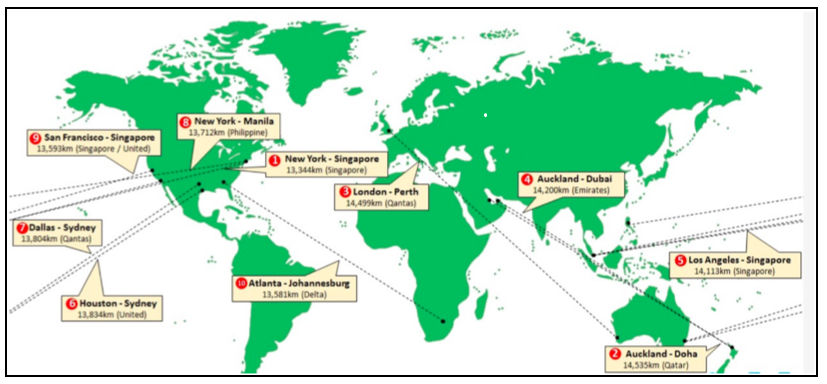 8 New York - Manila
13,712km (Philippine)
9 San Francisco - Singapore
13,593km (Singapore / United)
1 New York - Singapore
13,344km (Singapore)
4 Auckland - Dubai
14,200km (Emirates)
3 London - Perth
14,499km (Qantas)
7 Dallas - Sydney
13,804km (Qantas)
5 Los Angeles - Singapore
14,113km (Singapore)
10 Atlanta - Johannesburg
13,581km (Delta)
6 Houston - Sydney
13,834km (United)
2 Auckland - Doha
14,535km (Qatar)